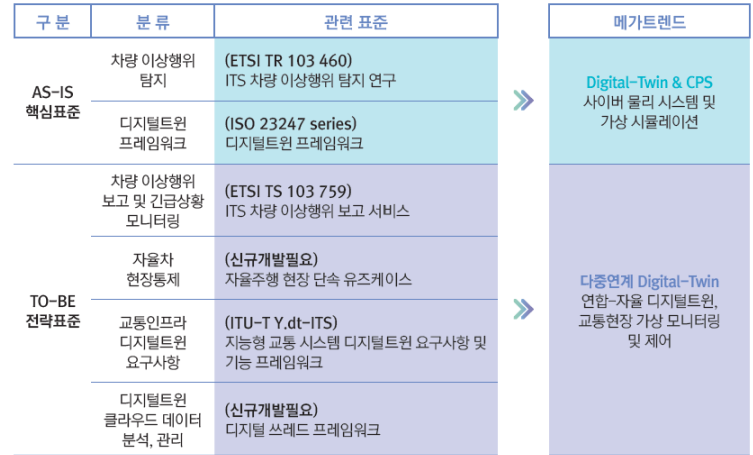 구 분
분 류
관련 표준
메가트렌드
AS-IS
핵심표준
차량 이상행위
탐지
(ETSI TR 103 460)
ITS 차량 이상행위 탐지 연구
디지털트윈
프레임워크
(ISO 23247 series)
디지털트윈 프레임워크
Digital-Twin & CPS
사이버 물리 시스템 및
가상 시뮬레이션
TO-BE
전략표준
차량 이상행위
보고 및 긴급상황
모니터링
(ETSI TS 103 759)
ITS 차량 이상행위 보고 서비스
자율차
현장통제
(신규개발필요)
자율주행 현장 단속 유즈케이스
교통인프라
디지털트윈
요구사항
(ITU-T Y.dt-ITS)
지능형 교통 시스템 디지털트윈 요구사항 및
기능 프레임워크
디지털트윈
클라우드 데이터
분석, 관리
(신규개발필요)
디지털 쓰레드 프레임워크
다중연계 Digital-Twin
연합-자율 디지털트윈,
교통현장 가상 모니터링
및 제어